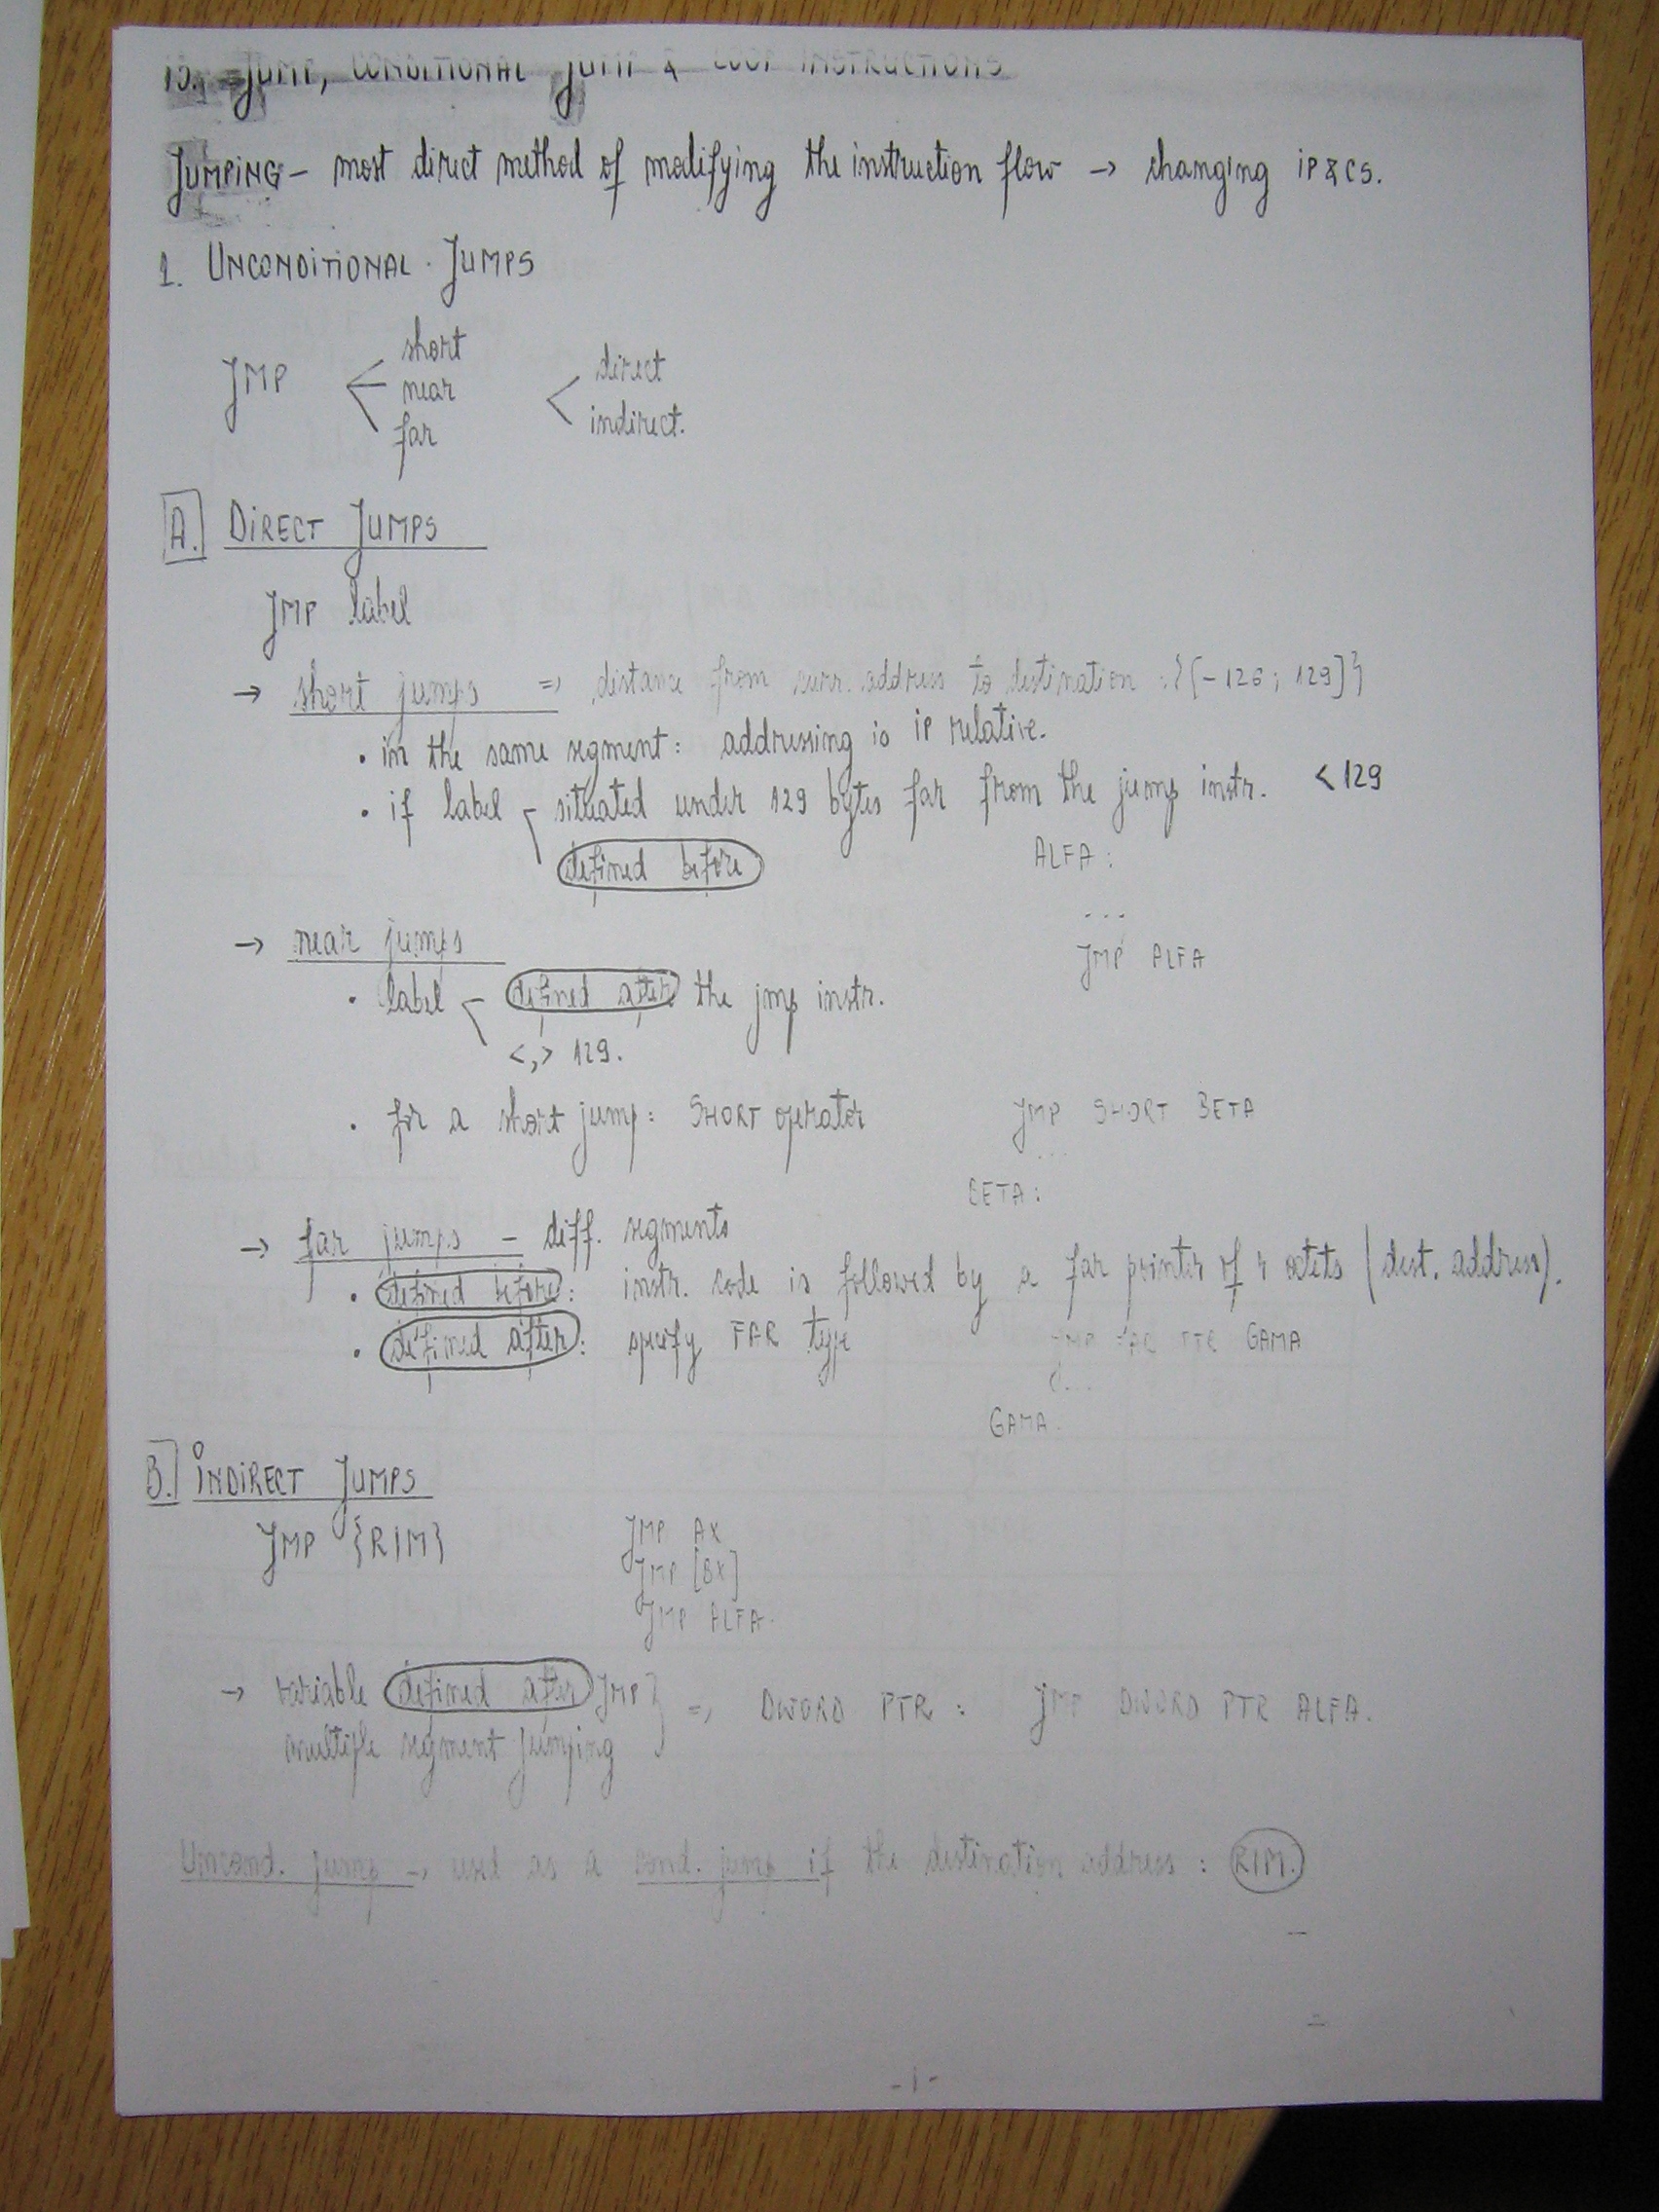 15. JUMP, CONDITIONAL JUMP & LOOP INSTRUCTIONS
JUMPING – most direct method of modifying the instruction flow → changing IP & CS.
1. UNCONDITIONAL JUMPS
JMP < short near far < direct indirect.
A. DIRECT JUMPS
JMP label
→ short jumps => distance from curr. address to destination : {[-126 ; 129]}
• in the same segment : addressing is IP relative.
• if label situated under 129 bytes far from the jump instr. < 129
defined before ALFA :
...
→ near jumps JMP ALFA
• label defined after the jmp instr.
<,> 129.
• for a short jump : SHORT operator JMP SHORT BETA
...
BETA :
→ far jumps – diff. segments
• defined before : instr. code is followed by a far pointer of 4 octets (dest. address).
• defined after : specify FAR type JMP FAR PTR GAMA
...
GAMA
B. INDIRECT JUMPS
JMP {R|M} JMP AX
JMP [BX]
JMP ALFA.
→ variable defined after JMP } => DWORD PTR : JMP DWORD PTR ALFA.
multiple segment jumping
Uncond. jump → used as a cond. jump if the destination address : R|M.
- 1 -